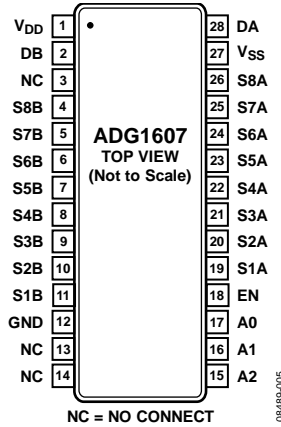 VDD 1 28 DA
DB 2 27 VSS
NC 3 26 S8A
S8B 4 25 S7A
S7B 5 24 S6A
S6B 6 23 S5A
S5B 7 22 S4A
S4B 8 21 S3A
S3B 9 20 S2A
S2B 10 19 S1A
S1B 11 18 EN
GND 12 17 A0
NC 13 16 A1
NC 14 15 A2
ADG1607
TOP VIEW
(Not to Scale)
NC = NO CONNECT
08489-005